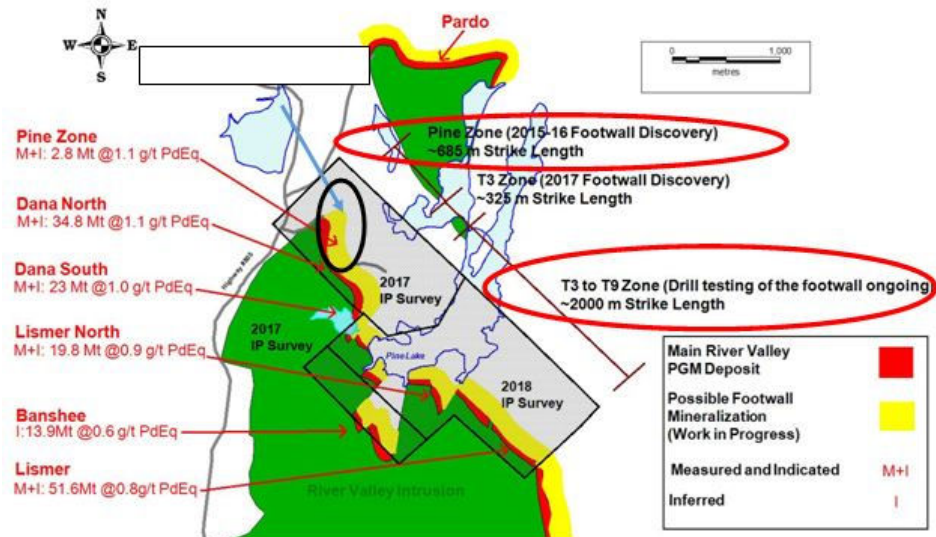 N
W E
S
Pardo
0 1,000
metres
Pine Zone
M+I: 2.8 Mt @1.1 g/t PdEq
Dana North
M+I: 34.8 Mt @1.1 g/t PdEq
Dana South
M+I: 23 Mt @1.0 g/t PdEq
Lismer North
M+I: 19.8 Mt @0.9 g/t PdEq
Banshee
I:13.9Mt @0.6 g/t PdEq
Lismer
M+I: 51.6Mt @0.8g/t PdEq
Pine Zone (2015-16 Footwall Discovery)
~685 m Strike Length
T3 Zone (2017 Footwall Discovery)
~325 m Strike Length
T3 to T9 Zone (Drill testing of the footwall ongoing)
~2000 m Strike Length
2017
IP Survey
2017
IP Survey
2018
IP Survey
Pine Lake
River Valley Intrusion
Main River Valley
PGM Deposit
Possible Footwall
Mineralization
(Work in Progress)
Measured and Indicated M+I
Inferred I
Highway